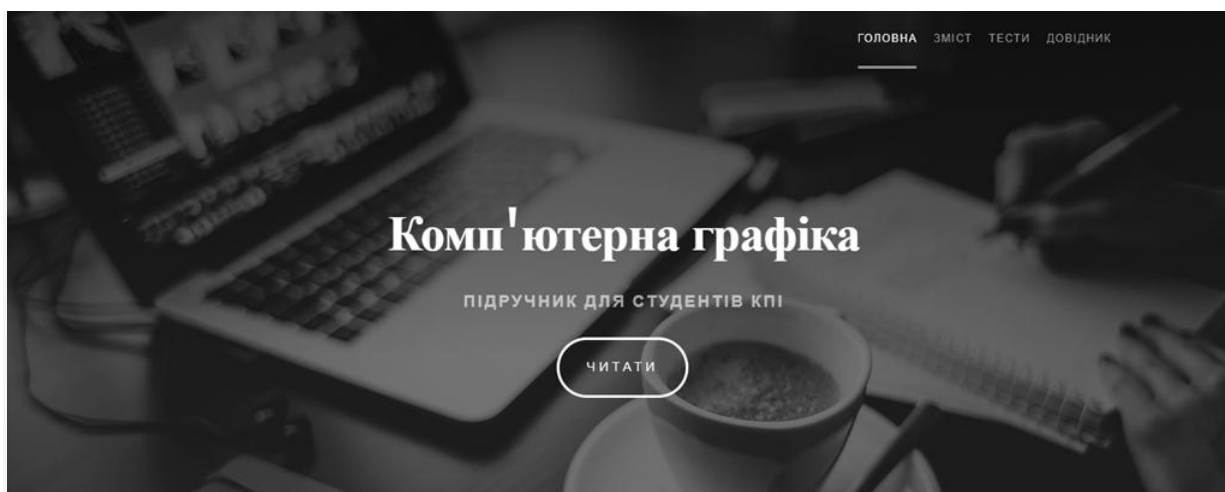 ГОЛОВНА ЗМІСТ ТЕСТИ ДОВІДНИК
Комп'ютерна графіка
ПІДРУЧНИК ДЛЯ СТУДЕНТІВ КПІ
ЧИТАТИ